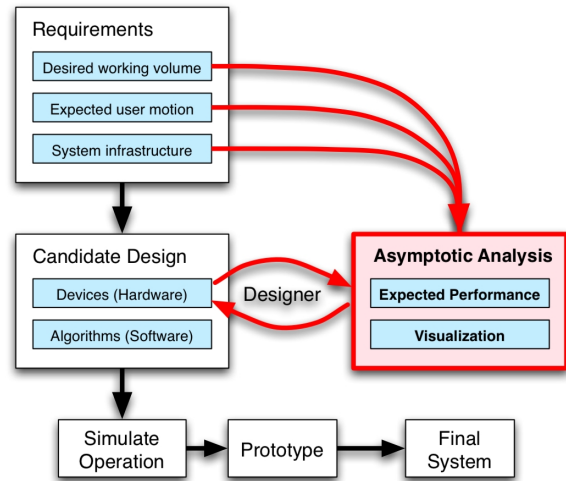 Requirements
Desired working volume
Expected user motion
System infrastructure
Candidate Design
Devices (Hardware)
Algorithms (Software)
Designer
Asymptotic Analysis
Expected Performance
Visualization
Simulate
Operation
Prototype
Final
System